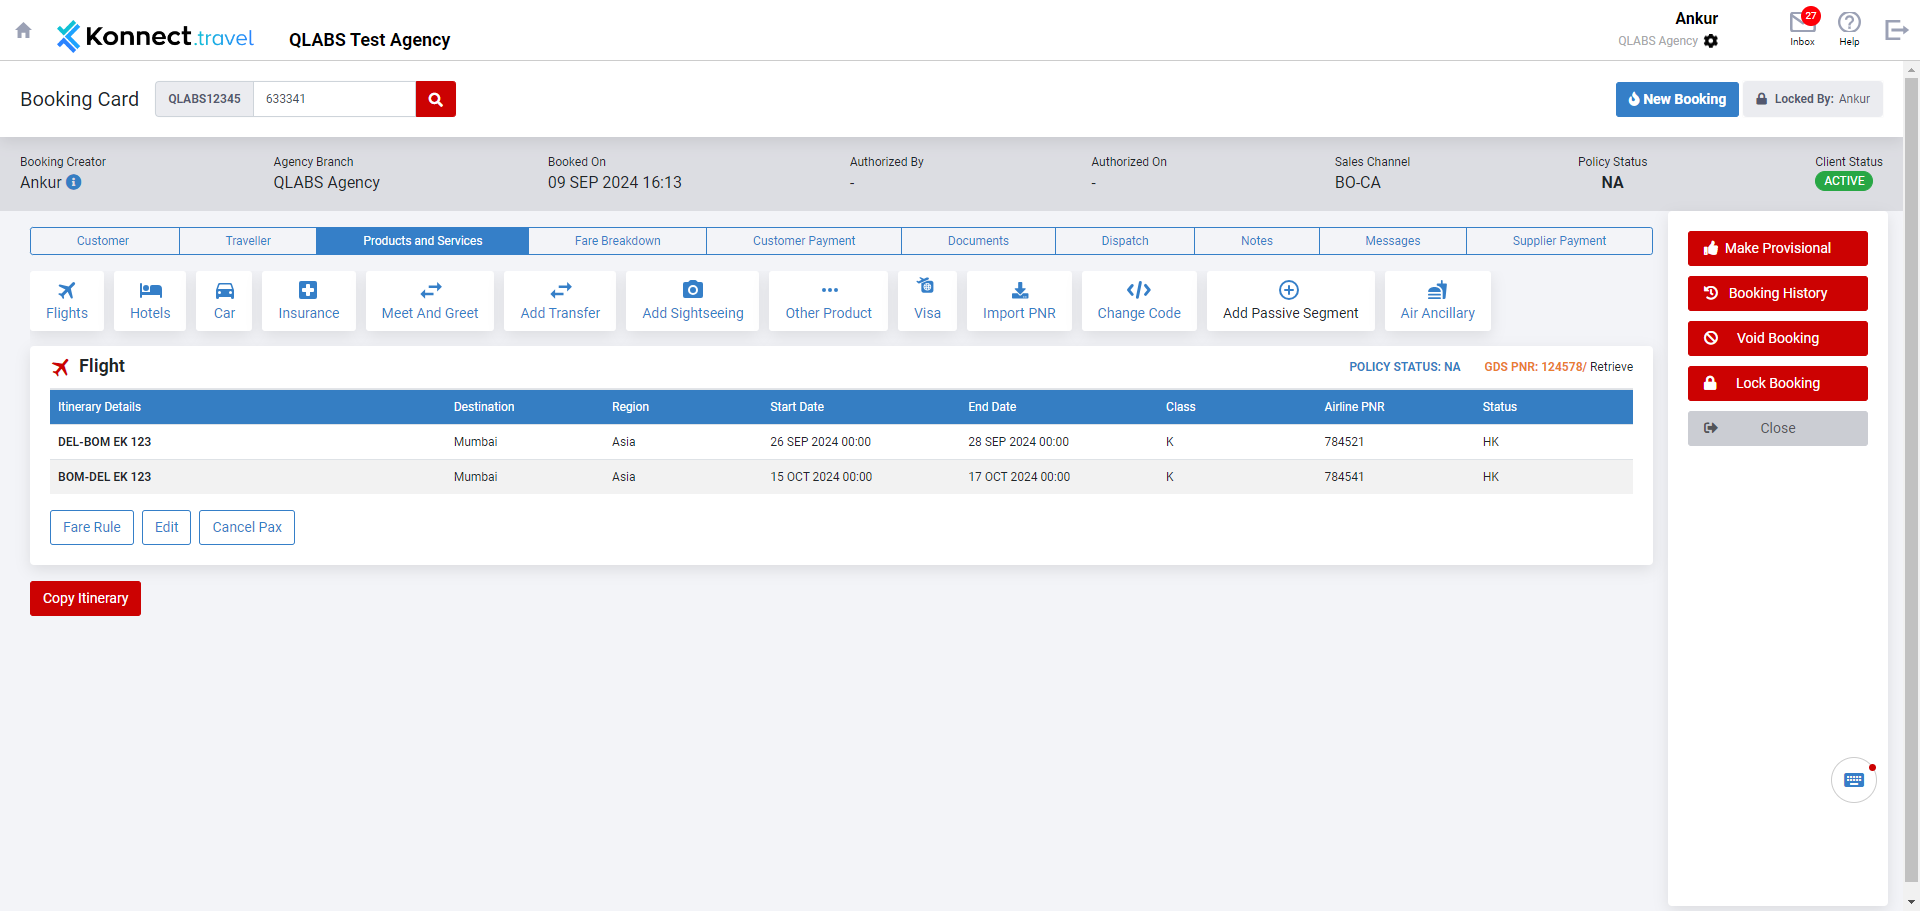 Konnect.travel
QLABS Test Agency
Ankur
QLABS Agency
27
Inbox
Help
Booking Card
QLABS12345
633341
New Booking
Locked By: Ankur
Booking Creator
Ankur
Agency Branch
QLABS Agency
Booked On
09 SEP 2024 16:13
Authorized By
-
Authorized On
-
Sales Channel
BO-CA
Policy Status
NA
Client Status
ACTIVE
Customer
Traveller
Products and Services
Fare Breakdown
Customer Payment
Documents
Dispatch
Notes
Messages
Supplier Payment
Flights
Hotels
Car
Insurance
Meet And Greet
Add Transfer
Add Sightseeing
Other Product
Visa
Import PNR
Change Code
Add Passive Segment
Air Ancillary
Flight
POLICY STATUS: NA
GDS PNR: 124578/ Retrieve
Itinerary Details Destination Region Start Date End Date Class Airline PNR Status
DEL-BOM EK 123 Mumbai Asia 26 SEP 2024 00:00 28 SEP 2024 00:00 K 784521 HK
BOM-DEL EK 123 Mumbai Asia 15 OCT 2024 00:00 17 OCT 2024 00:00 K 784541 HK
Fare Rule
Edit
Cancel Pax
Copy Itinerary
Make Provisional
Booking History
Void Booking
Lock Booking
Close